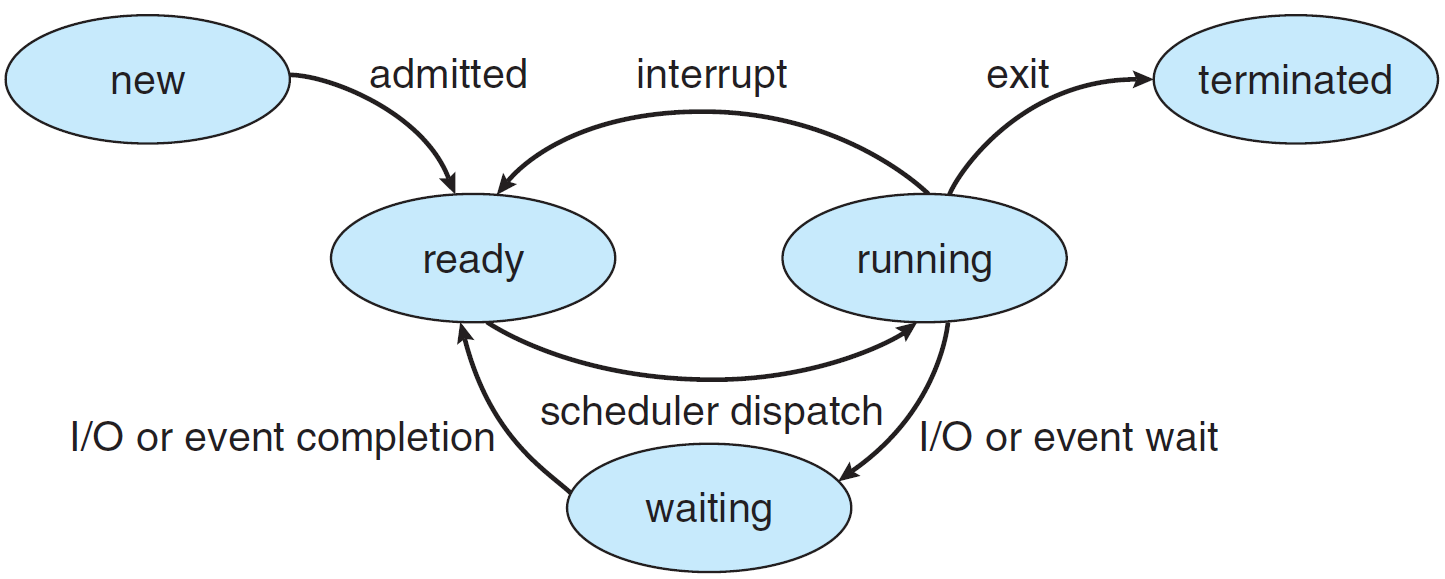 new
admitted
interrupt
exit
terminated
ready
running
scheduler dispatch
I/O or event completion
I/O or event wait
waiting